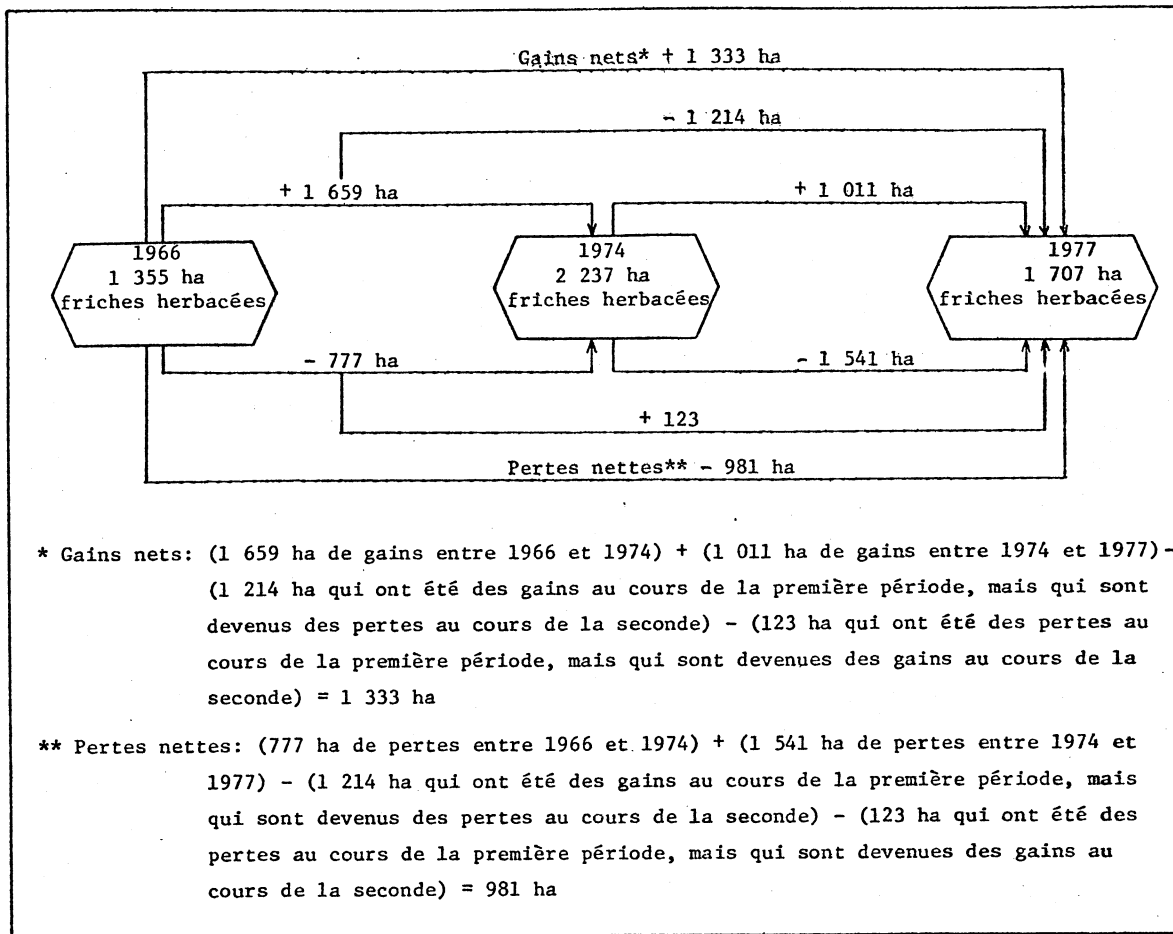 Gains nets* + 1 333 ha
- 1 214 ha
+ 1 659 ha
+ 1 011 ha
1966
1 355 ha
friches herbacées
1974
2 237 ha
friches herbacées
1977
1 707 ha
friches herbacées
- 777 ha
- 1 541 ha
+ 123
Pertes nettes** - 981 ha
* Gains nets: (1 659 ha de gains entre 1966 et 1974) + (1 011 ha de gains entre 1974 et 1977) -
(1 214 ha qui ont été des gains au cours de la première période, mais qui sont
devenus des pertes au cours de la seconde) - (123 ha qui ont été des pertes au
cours de la première période, mais qui sont devenues des gains au cours de la
seconde) = 1 333 ha
** Pertes nettes: (777 ha de pertes entre 1966 et 1974) + (1 541 ha de pertes entre 1974 et
1977) - (1 214 ha qui ont été des gains au cours de la première période, mais
qui sont devenus des pertes au cours de la seconde) - (123 ha qui ont été des
pertes au cours de la première période, mais qui sont devenues des gains au
cours de la seconde) = 981 ha